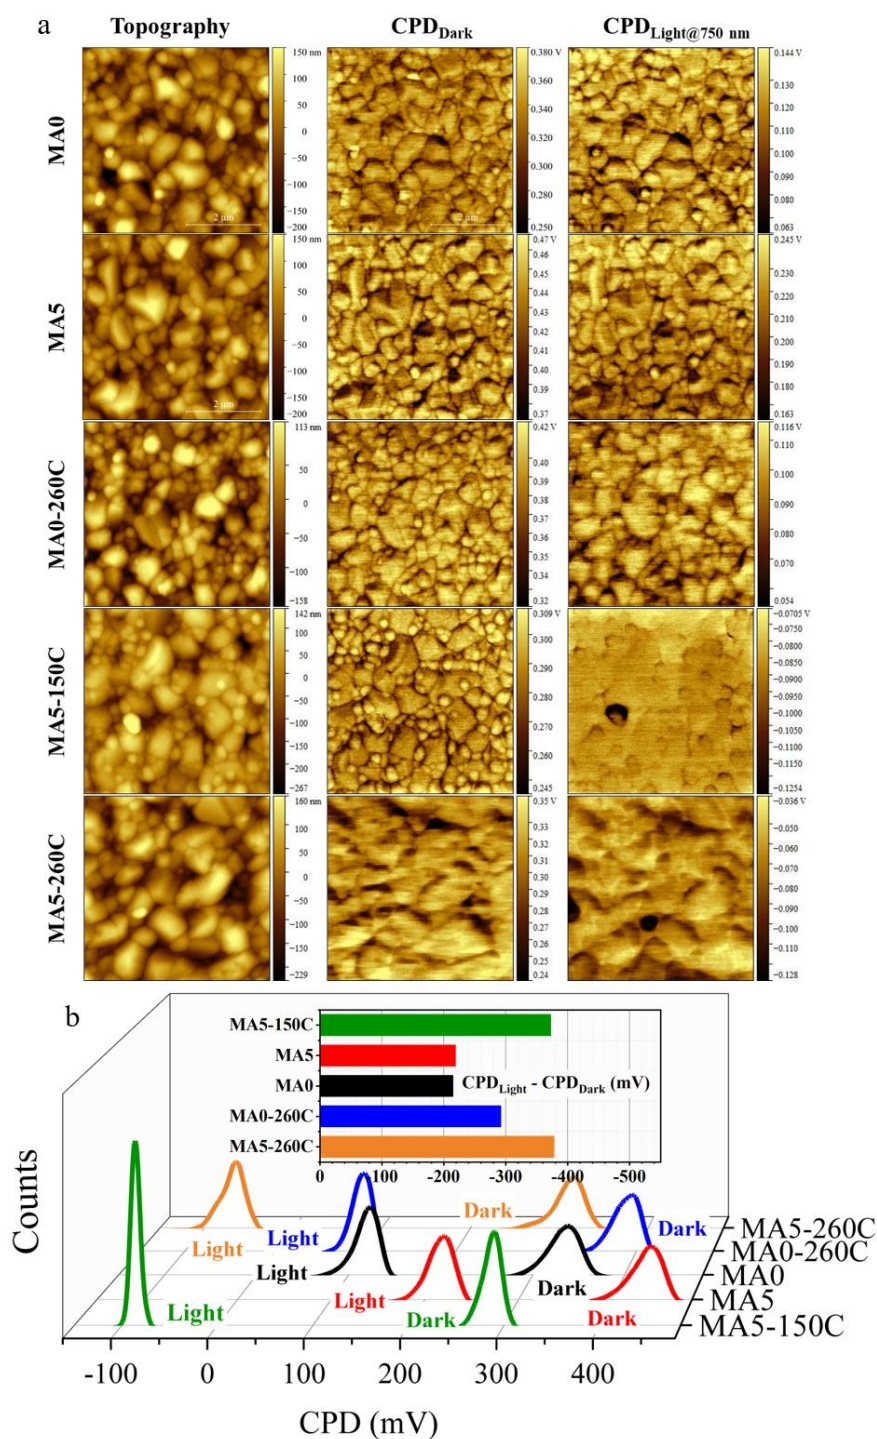 a
Topography
CPD_Dark
CPD_Light@750 nm
MA0
150 nm
100
50
0
−50
−100
−150
−200
2 μm
0.380 V
0.360
0.340
0.320
0.300
0.280
0.250
2 μm
0.144 V
0.130
0.120
0.110
0.100
0.090
0.080
0.063
MA5
150 nm
100
50
0
−50
−100
−150
−200
2 μm
0.47 V
0.46
0.45
0.44
0.43
0.42
0.41
0.40
0.39
0.37
0.245 V
0.230
0.220
0.210
0.200
0.190
0.180
0.163
MA0-260C
113 nm
50
0
−50
−100
−158
0.42 V
0.40
0.39
0.38
0.37
0.36
0.35
0.34
0.32
0.116 V
0.100
0.090
0.080
0.070
0.054
MA5-150C
142 nm
100
50
0
−50
−100
−150
−200
−267
0.309 V
0.300
0.290
0.280
0.270
0.260
0.245
−0.0705 V
−0.0750
−0.0800
−0.0850
−0.0900
−0.0950
−0.1000
−0.1050
−0.1100
−0.1150
−0.1254
MA5-260C
160 nm
100
50
0
−50
−100
−150
−229
0.35 V
0.33
0.32
0.31
0.30
0.29
0.28
0.27
0.26
0.24
−0.036 V
−0.050
−0.060
−0.070
−0.080
−0.090
−0.100
−0.110
−0.128
b
MA5-150C
MA5
MA0
MA0-260C
MA5-260C
CPD_Light - CPD_Dark (mV)
0 -100 -200 -300 -400 -500
Counts
Light
Light
Light
Light
Light
Dark
Dark
Dark
Dark
Dark
MA5-260C
MA0-260C
MA0
MA5
MA5-150C
-100 0 100 200 300 400
CPD (mV)